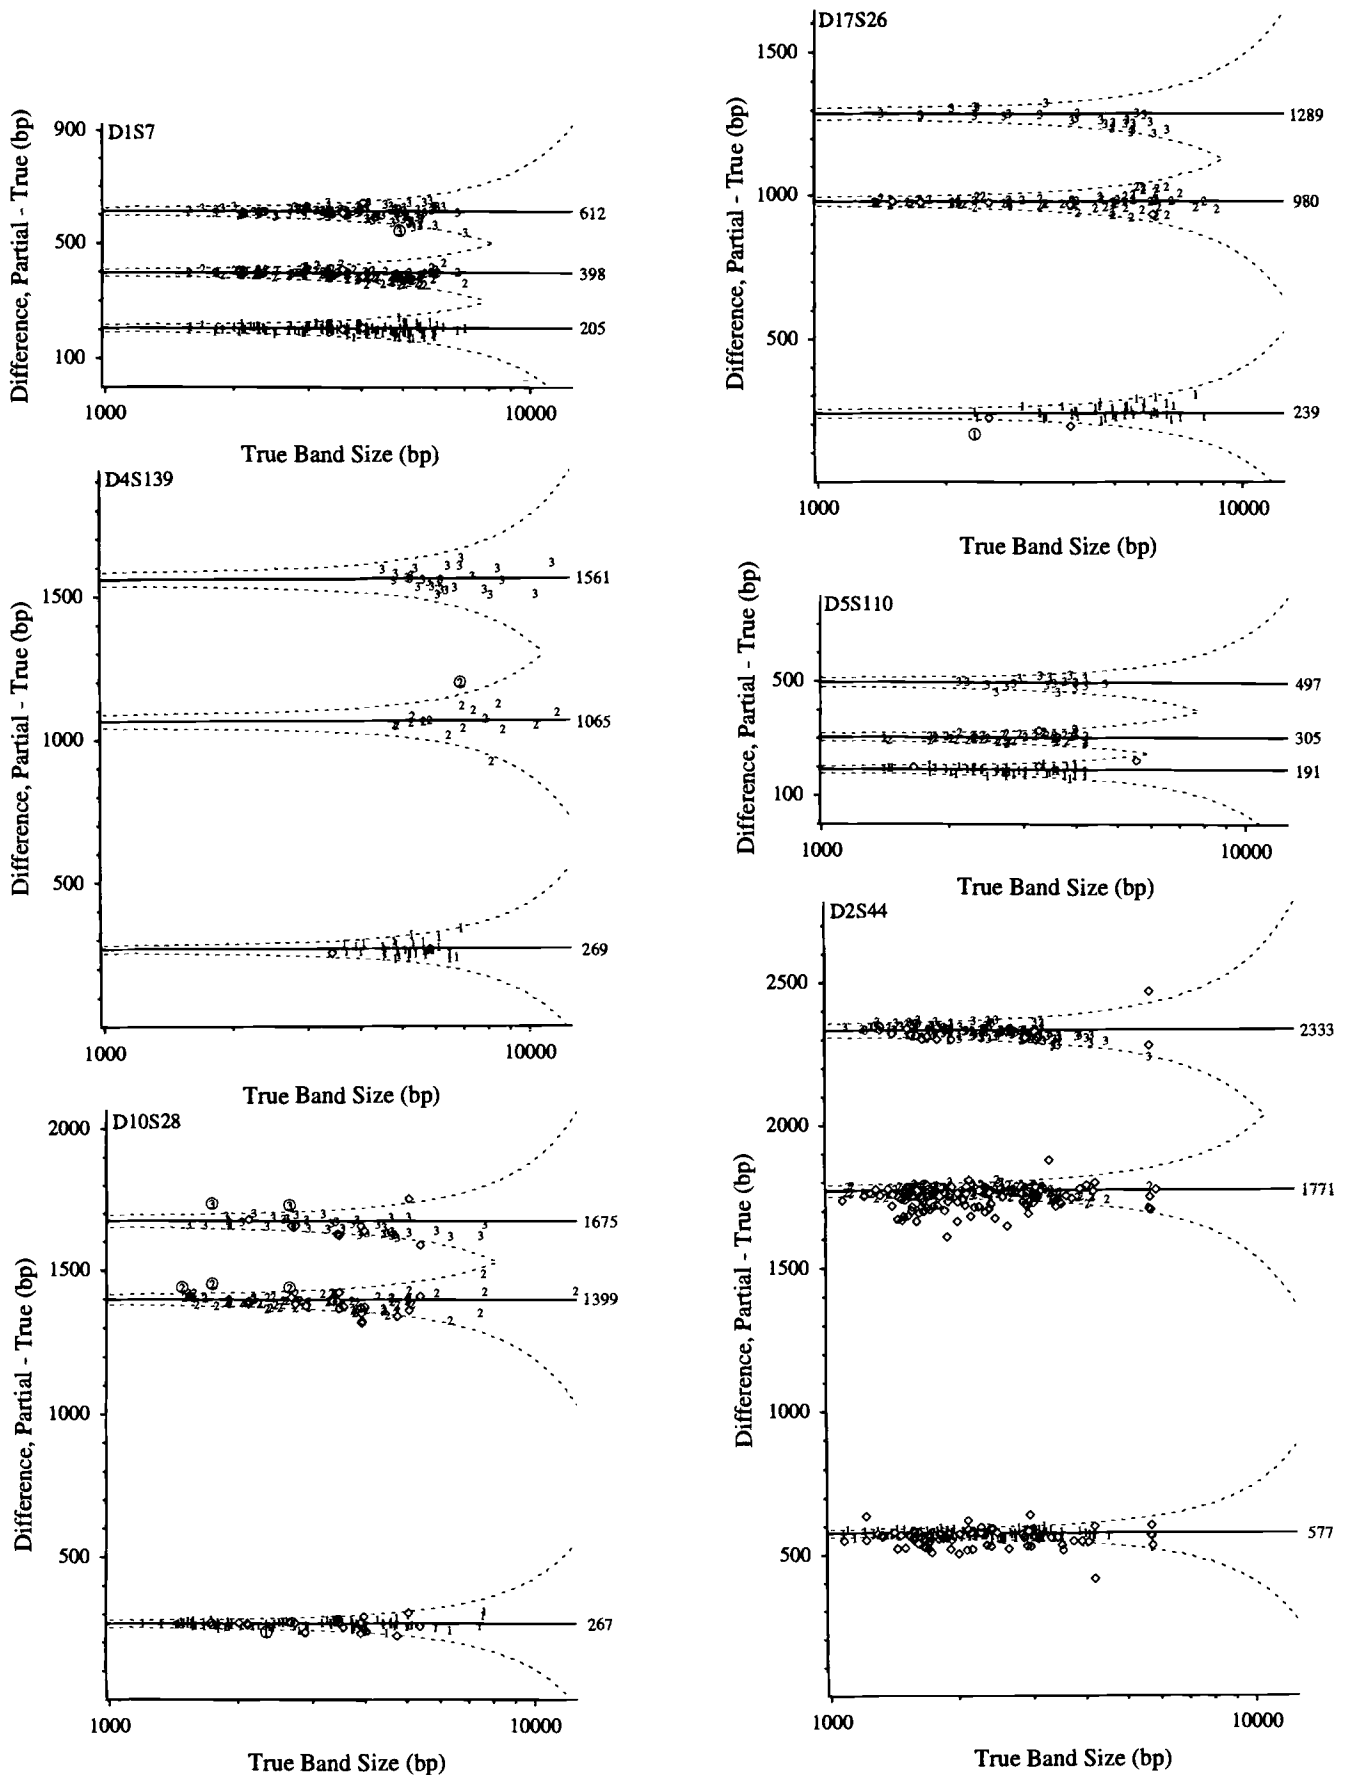 D1S7
Difference, Partial - True (bp)
900
500
100
612
398
205
1000
10000
True Band Size (bp)
D4S139
Difference, Partial - True (bp)
1500
1000
500
1561
1065
269
1000
10000
True Band Size (bp)
D10S28
Difference, Partial - True (bp)
2000
1500
1000
500
1675
1399
267
1000
10000
True Band Size (bp)
D17S26
Difference, Partial - True (bp)
1500
1000
500
1289
980
239
1000
10000
True Band Size (bp)
D5S110
Difference, Partial - True (bp)
500
100
497
305
191
1000
10000
True Band Size (bp)
D2S44
Difference, Partial - True (bp)
2500
2000
1500
1000
500
2333
1771
577
1000
10000
True Band Size (bp)